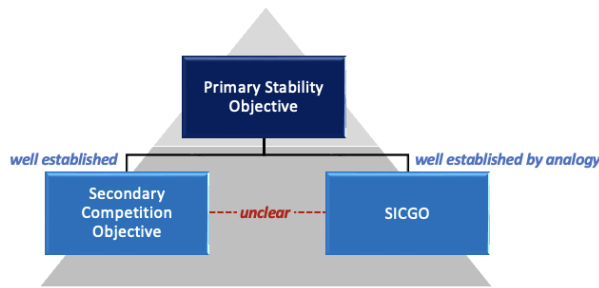 Primary Stability
Objective
well established
well established by analogy
Secondary
Competition
Objective
unclear
SICGO